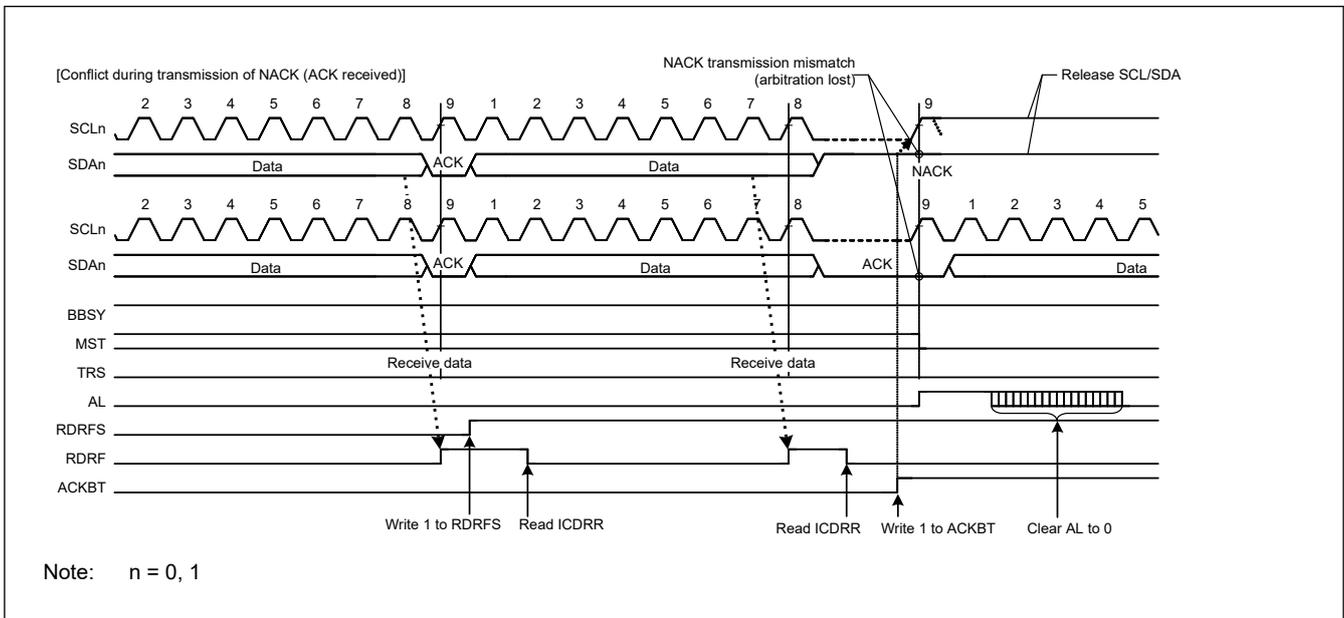 [Conflict during transmission of NACK (ACK received)]
NACK transmission mismatch
(arbitration lost)
Release SCL/SDA
2 3 4 5 6 7 8 9 1 2 3 4 5 6 7 8 9
SCLn
SDAn Data ACK Data NACK
2 3 4 5 6 7 8 9 1 2 3 4 5 6 7 8 9 1 2 3 4 5
SCLn
SDAn Data ACK Data ACK Data
BBSY
MST
Receive data Receive data
TRS
AL
RDRFS
RDRF
ACKBT
Write 1 to RDRFS Read ICDRR Read ICDRR Write 1 to ACKBT Clear AL to 0
Note: n = 0, 1